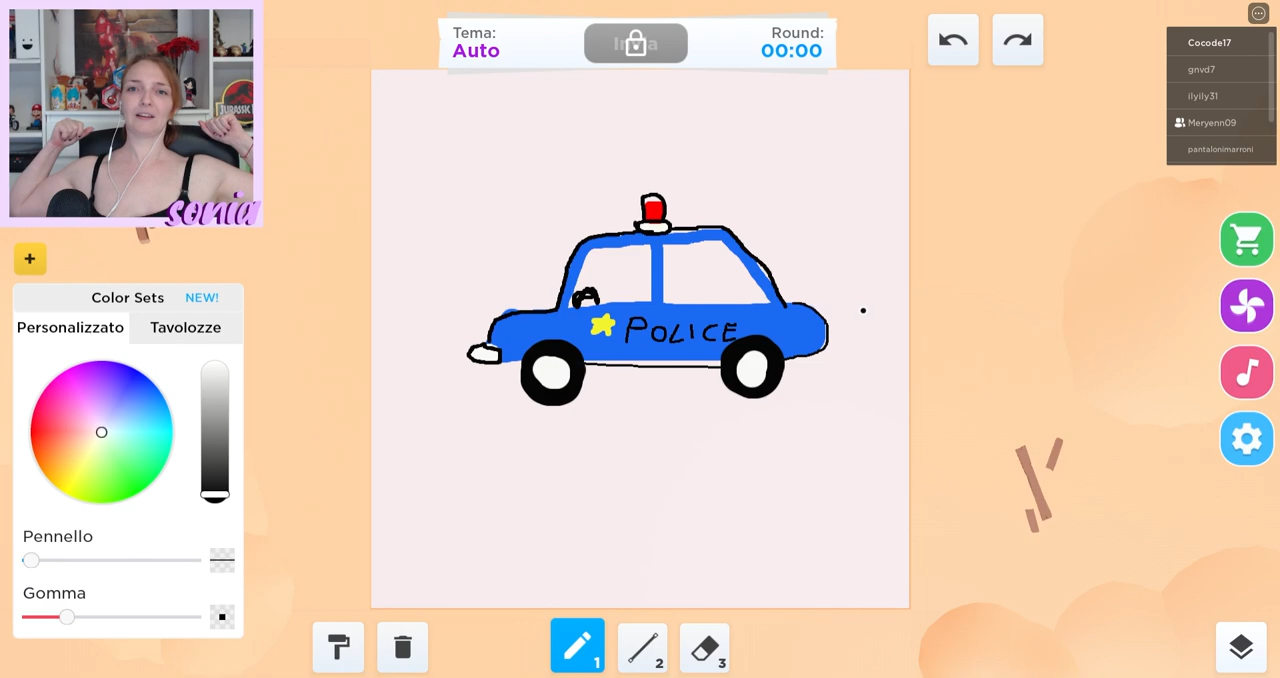 Tema:
Auto
Round:
00:00
Cocode17
gnvd7
ilyily31
Meryenn09
pantalonimarroni
JURASSIC
sonia
+
Color Sets
NEW!
Personalizzato
Tavolozze
POLICE
Pennello
Gomma
1
2
3